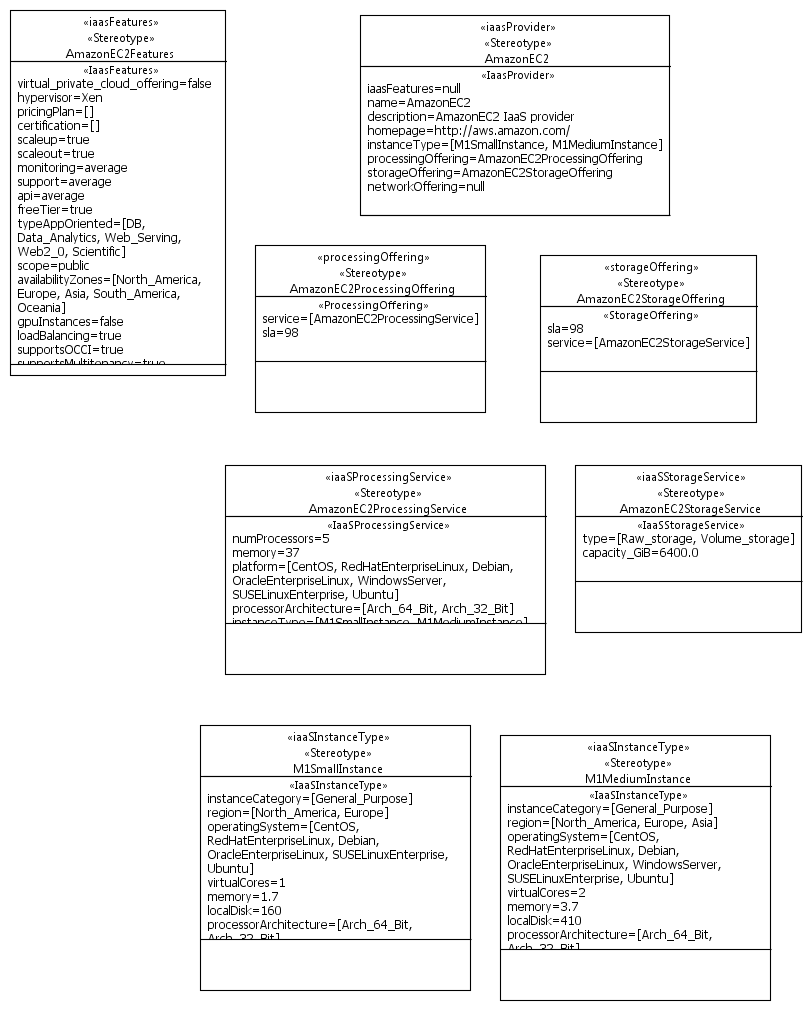 «iaasFeatures»
«Stereotype»
AmazonEC2Features
«IaasFeatures»
virtual_private_cloud_offering=false
hypervisor=Xen
pricingPlan=[]
certification=[]
scaleup=true
scaleout=true
monitoring=average
support=average
api=average
freeTier=true
typeAppOriented=[DB,
Data_Analytics, Web_Serving,
Web2_0, Scientific]
scope=public
availabilityZones=[North_America,
Europe, Asia, South_America,
Oceania]
gpuInstances=false
loadBalancing=true
supportsOCCI=true
supportsMultitenancy=true
«iaasProvider»
«Stereotype»
AmazonEC2
«IaasProvider»
iaasFeatures=null
name=AmazonEC2
description=AmazonEC2 IaaS provider
homepage=http://aws.amazon.com/
instanceType=[M1SmallInstance, M1MediumInstance]
processingOffering=AmazonEC2ProcessingOffering
storageOffering=AmazonEC2StorageOffering
networkOffering=null
«processingOffering»
«Stereotype»
AmazonEC2ProcessingOffering
«ProcessingOffering»
service=[AmazonEC2ProcessingService]
sla=98
«storageOffering»
«Stereotype»
AmazonEC2StorageOffering
«StorageOffering»
sla=98
service=[AmazonEC2StorageService]
«iaaSProcessingService»
«Stereotype»
AmazonEC2ProcessingService
«IaaSProcessingService»
numProcessors=5
memory=37
platform=[CentOS, RedHatEnterpriseLinux, Debian,
OracleEnterpriseLinux, WindowsServer,
SUSELinuxEnterprise, Ubuntu]
processorArchitecture=[Arch_64_Bit, Arch_32_Bit]
instanceType=[M1SmallInstance, M1MediumInstance]
«iaaSStorageService»
«Stereotype»
AmazonEC2StorageService
«IaaSStorageService»
type=[Raw_storage, Volume_storage]
capacity_GiB=6400.0
«iaaSInstanceType»
«Stereotype»
M1SmallInstance
«IaaSInstanceType»
instanceCategory=[General_Purpose]
region=[North_America, Europe]
operatingSystem=[CentOS,
RedHatEnterpriseLinux, Debian,
OracleEnterpriseLinux, SUSELinuxEnterprise,
Ubuntu]
virtualCores=1
memory=1.7
localDisk=160
processorArchitecture=[Arch_64_Bit,
Arch_32_Bit]
«iaaSInstanceType»
«Stereotype»
M1MediumInstance
«IaaSInstanceType»
instanceCategory=[General_Purpose]
region=[North_America, Europe, Asia]
operatingSystem=[CentOS,
RedHatEnterpriseLinux, Debian,
OracleEnterpriseLinux, WindowsServer,
SUSELinuxEnterprise, Ubuntu]
virtualCores=2
memory=3.7
localDisk=410
processorArchitecture=[Arch_64_Bit,
Arch_32_Bit]